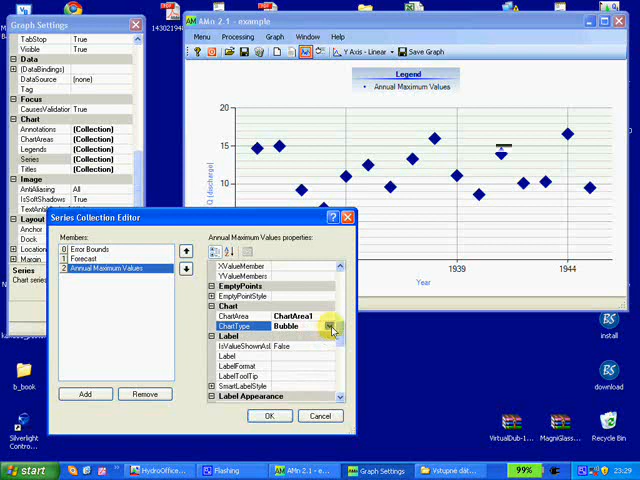 Graph Settings
TabStop True
Visible True
Data
(DataBindings)
DataSource (none)
Tag
Focus
CausesValidation True
Chart
Annotations (Collection)
ChartAreas (Collection)
Legends (Collection)
Series (Collection)
Titles (Collection)
Image
AntiAliasing All
IsSoftShadows True
Layout
Anchor
Dock
Location
Margin
Series
Chart series
AMn 2.1 - example
Menu Processing Graph Window Help
Y Axis - Linear Save Graph
Legend
Annual Maximum Values
20
15
10
Q (discharge)
1939 1944
Year
Series Collection Editor
Members:
0 Error Bounds
1 Forecast
2 Annual Maximum Values
Add Remove
Annual Maximum Values properties:
XValueMember
YValueMembers
EmptyPoints
EmptyPointStyle
Chart
ChartArea ChartArea1
ChartType Bubble
Label
IsValueShownAsL False
Label
LabelFormat
LabelToolTip
SmartLabelStyle
Label Appearance
OK Cancel
b_book
Silverlight
Contro...
install
download
VirtualDub-1...
MagniGlass...
Recycle Bin
start
HydroOffice...
Flashing
AMn 2.1 - e...
Graph Settings
Vstupné dát...
99%
23:29